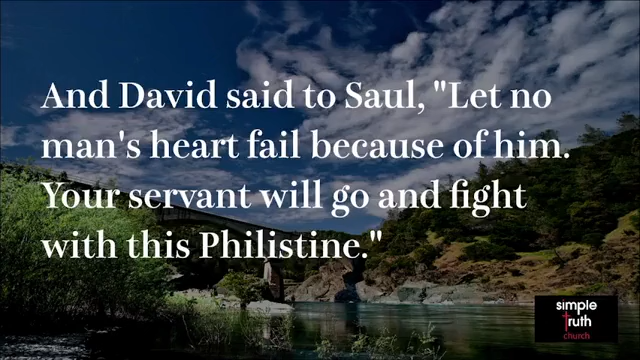 And David said to Saul, "Let no
man's heart fail because of him.
Your servant will go and fight
with this Philistine."
simple
truth
church